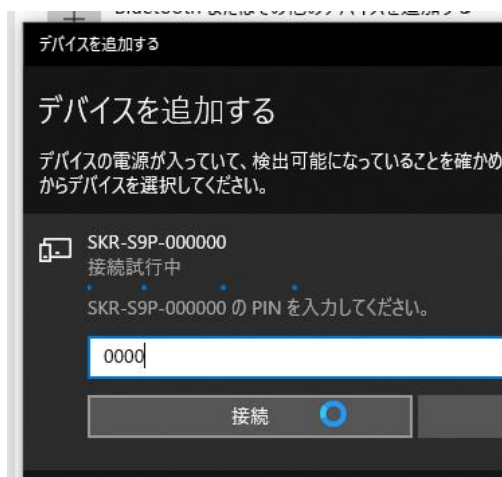 デバイスを追加する
デバイスを追加する
デバイスの電源が入っていて、検出可能になっていることを確かめ
からデバイスを選択してください。
SKR-S9P-000000
接続試行中
SKR-S9P-000000 の PIN を入力してください。
0000
接続